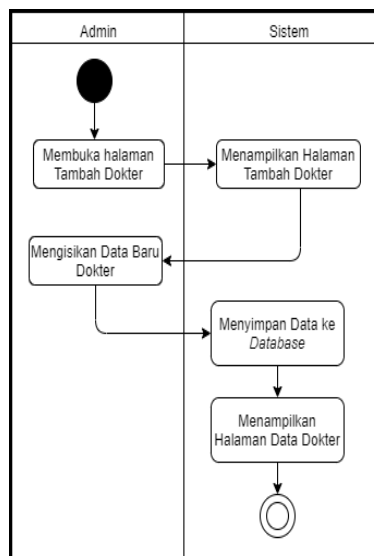 Admin
Sistem
Membuka halaman
Tambah Dokter
Menampilkan Halaman
Tambah Dokter
Mengisikan Data Baru
Dokter
Menyimpan Data ke
Database
Menampilkan
Halaman Data Dokter